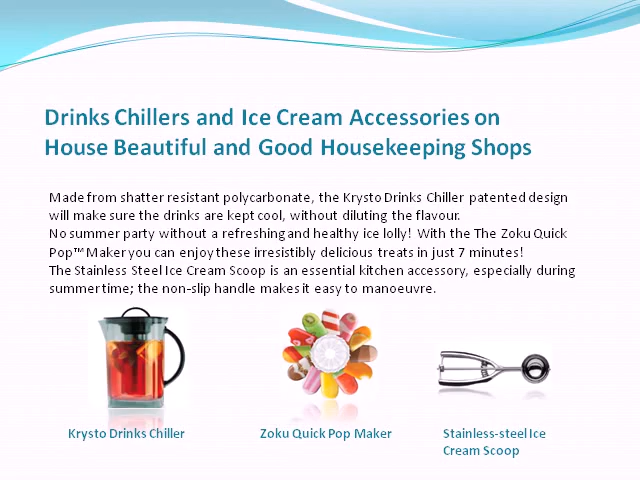 Drinks Chillers and Ice Cream Accessories on
House Beautiful and Good Housekeeping Shops
Made from shatter resistant polycarbonate, the Krysto Drinks Chiller patented design
will make sure the drinks are kept cool, without diluting the flavour.
No summer party without a refreshing and healthy ice lolly! With the The Zoku Quick
Pop™ Maker you can enjoy these irresistibly delicious treats in just 7 minutes!
The Stainless Steel Ice Cream Scoop is an essential kitchen accessory, especially during
summer time; the non-slip handle makes it easy to manoeuvre.
Krysto Drinks Chiller
Zoku Quick Pop Maker
Stainless-steel Ice
Cream Scoop